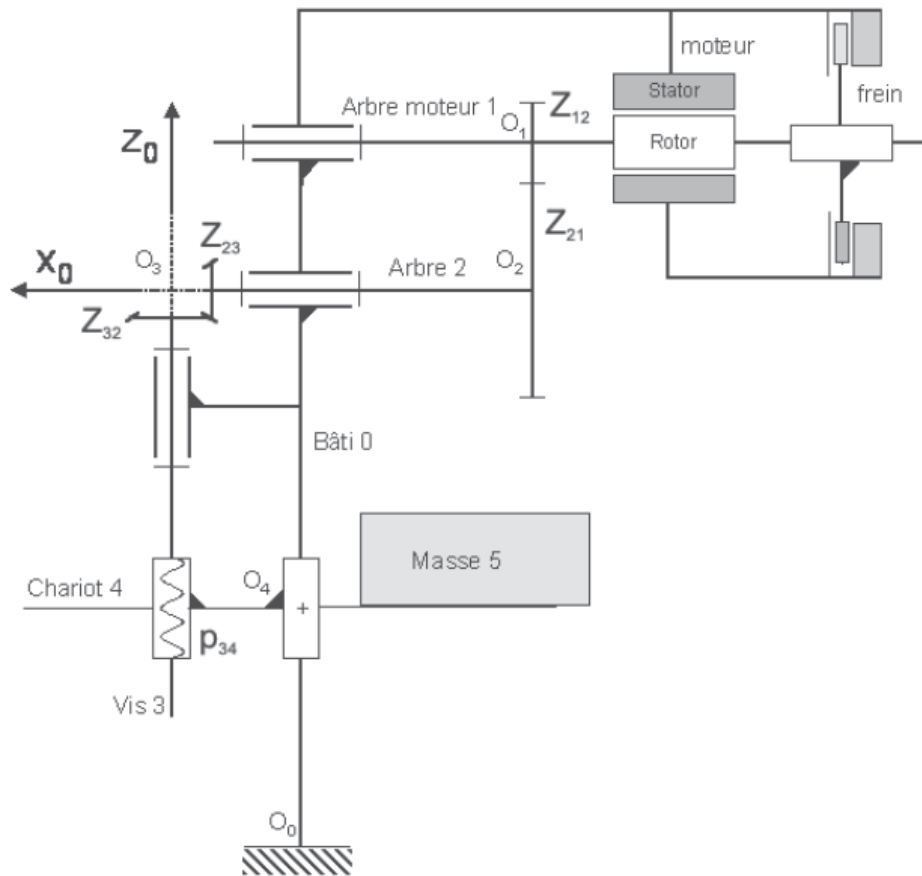 moteur
Stator
frein
Arbre moteur 1
O₁
Z₁₂
Rotor
Z₀
Z₂₃
Z₂₁
X₀
O₃
Arbre 2
O₂
Z₃₂
Bâti 0
Masse 5
Chariot 4
O₄
+
p₃₄
Vis 3
O₀